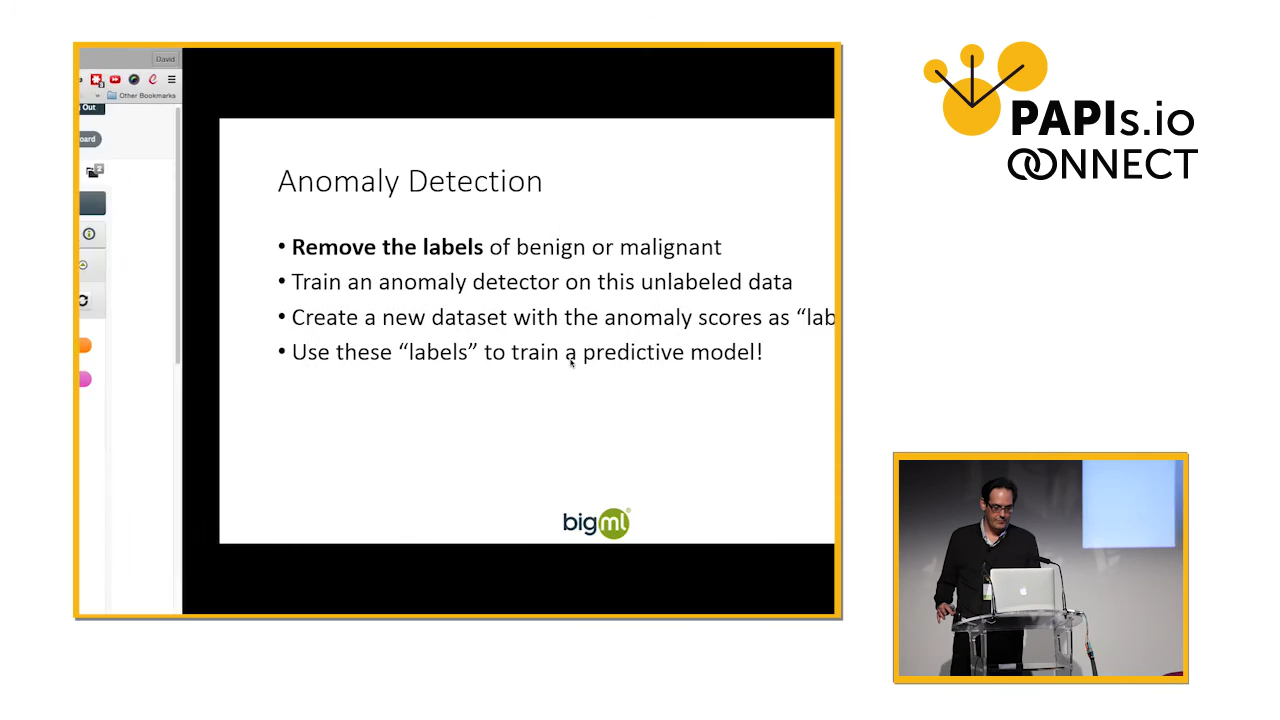 David
Other Bookmarks
Out
oard
2
Anomaly Detection
• Remove the labels of benign or malignant
• Train an anomaly detector on this unlabeled data
• Create a new dataset with the anomaly scores as “lab
• Use these “labels” to train a predictive model!
bigml
PAPIs.io
CONNECT